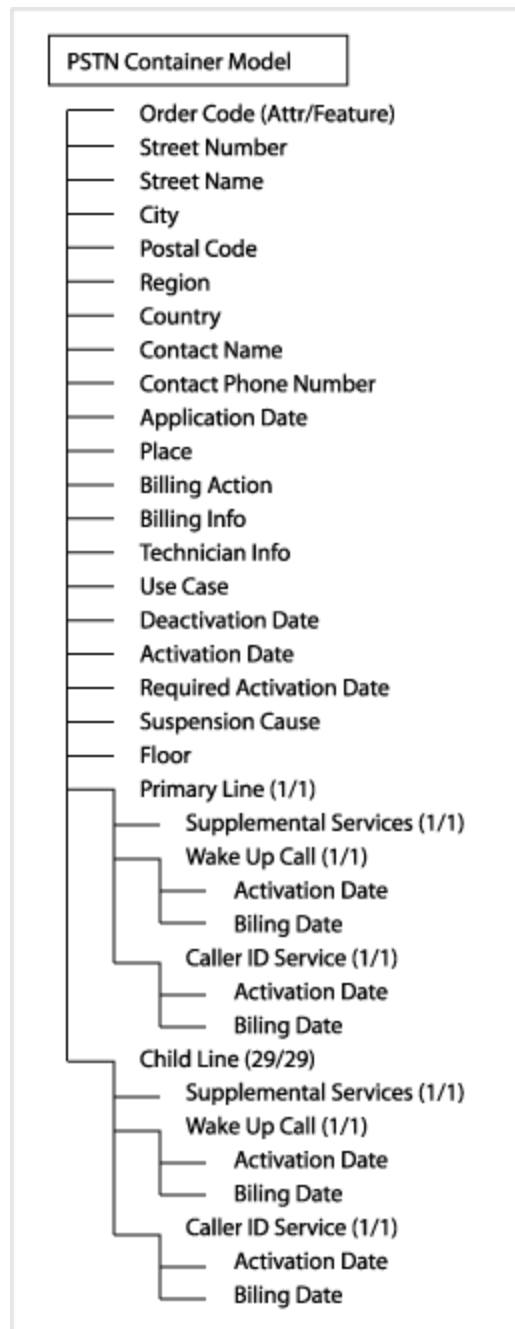 PSTN Container Model
Order Code (Attr/Feature)
Street Number
Street Name
City
Postal Code
Region
Country
Contact Name
Contact Phone Number
Application Date
Place
Billing Action
Billing Info
Technician Info
Use Case
Deactivation Date
Activation Date
Required Activation Date
Suspension Cause
Floor
Primary Line (1/1)
Supplemental Services (1/1)
Wake Up Call (1/1)
Activation Date
Biling Date
Caller ID Service (1/1)
Activation Date
Biling Date
Child Line (29/29)
Supplemental Services (1/1)
Wake Up Call (1/1)
Activation Date
Biling Date
Caller ID Service (1/1)
Activation Date
Biling Date